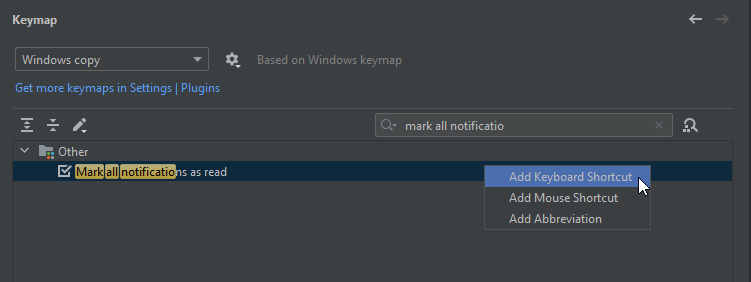 Keymap
Windows copy
Based on Windows keymap
Get more keymaps in Settings | Plugins
mark all notificatio
Other
Mark all notifications as read
Add Keyboard Shortcut
Add Mouse Shortcut
Add Abbreviation